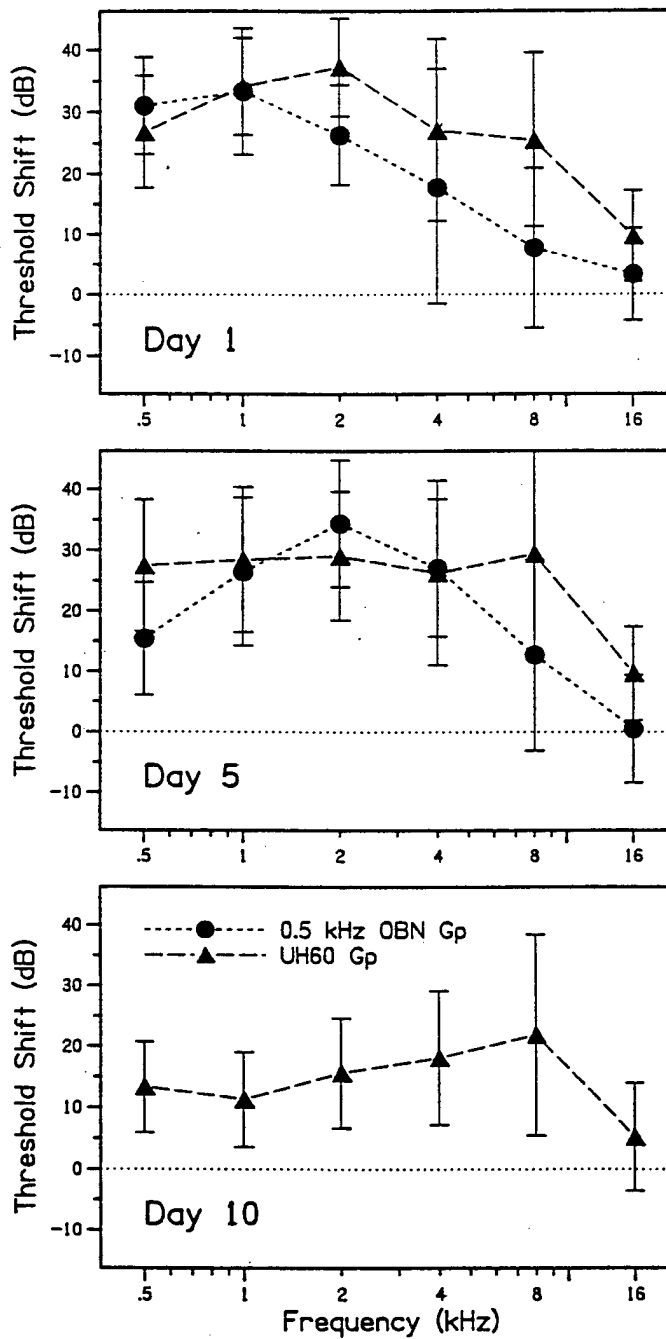 Threshold Shift (dB)
40
30
20
10
0
-10
Day 1
.5 1 2 4 8 16
Threshold Shift (dB)
40
30
20
10
0
-10
Day 5
.5 1 2 4 8 16
Threshold Shift (dB)
40
30
20
10
0
-10
0.5 kHz OBN Gp
UH60 Gp
Day 10
.5 1 2 4 8 16
Frequency (kHz)